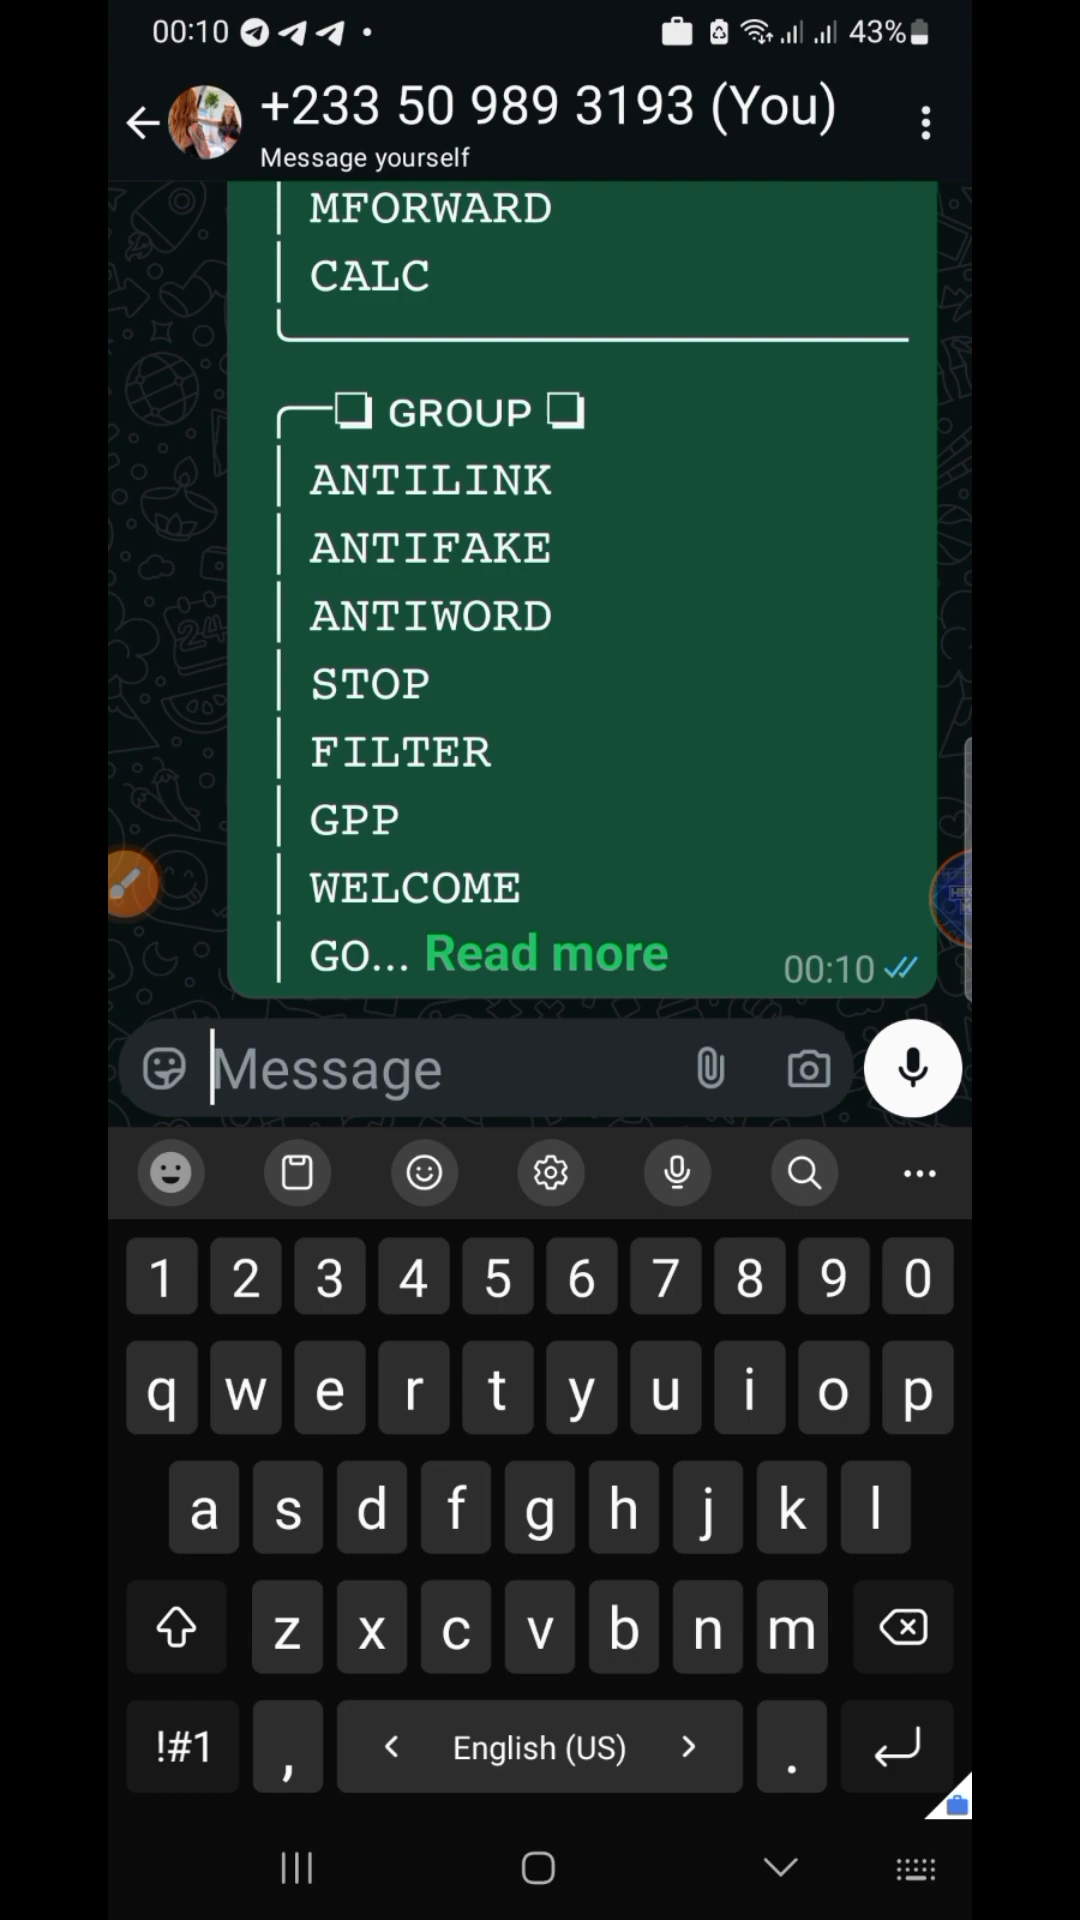 00:10
43%
+233 50 989 3193 (You)
Message yourself
MFORWARD
CALC
GROUP
ANTILINK
ANTIFAKE
ANTIWORD
STOP
FILTER
GPP
WELCOME
GO... Read more
00:10
Message
1 2 3 4 5 6 7 8 9 0
q w e r t y u i o p
a s d f g h j k l
z x c v b n m
!#1 , < English (US) > .